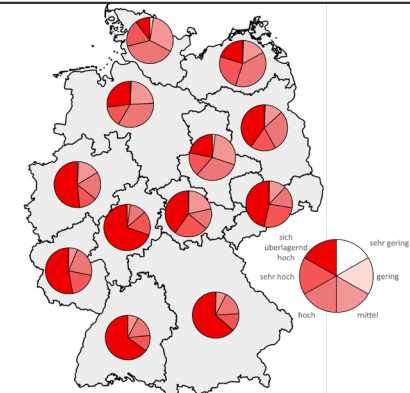 sich
überlagernd
hoch
sehr gering
sehr hoch
gering
hoch
mittel